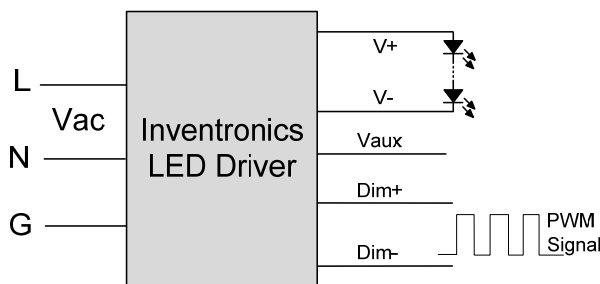 L
Vac
N
G
Inventronics
LED Driver
V+
V-
Vaux
Dim+
Dim-
PWM
Signal